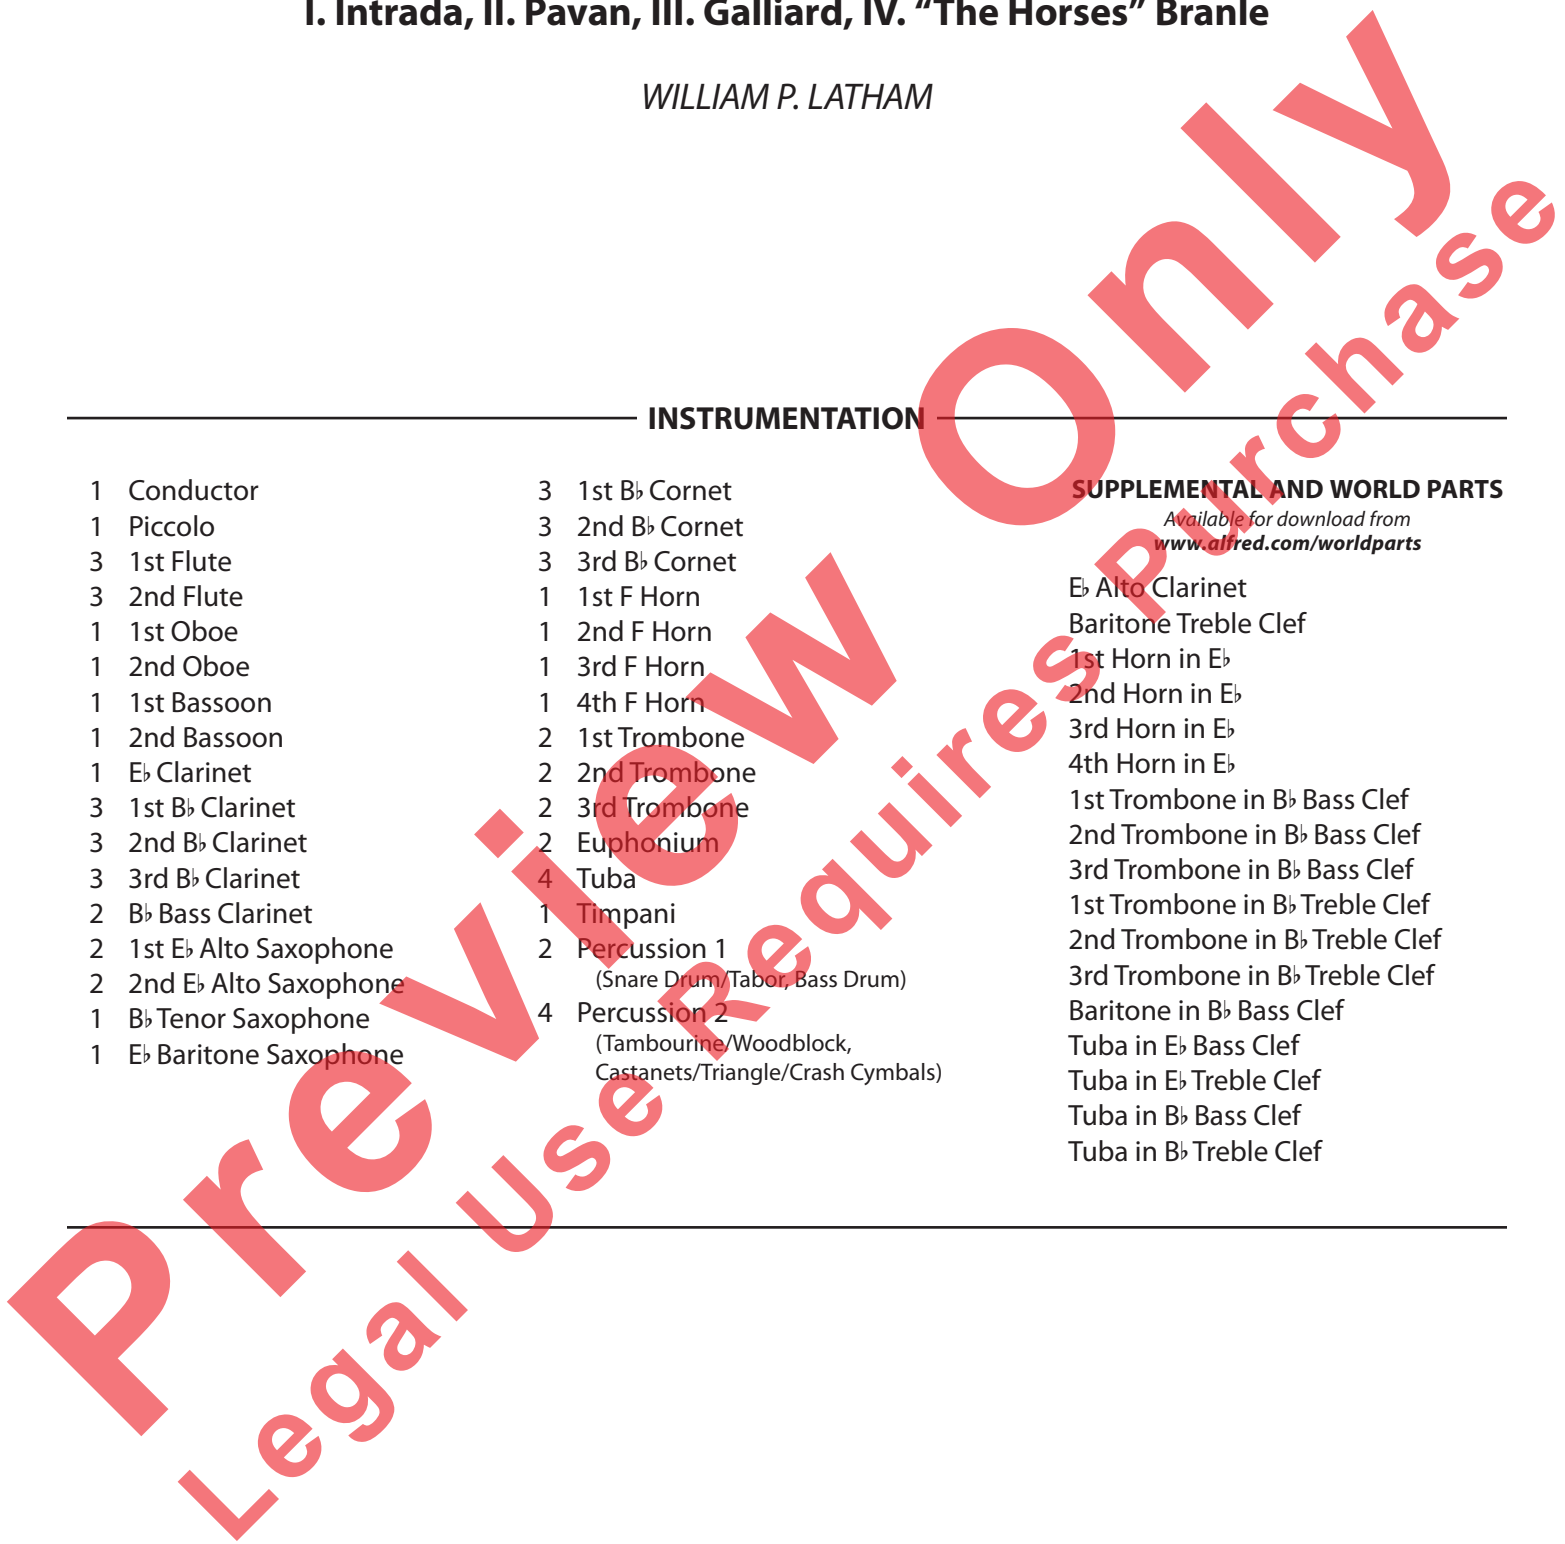 I. Intrada, II. Pavan, III. Galliard, IV. “The Horses” Branle
WILLIAM P. LATHAM
INSTRUMENTATION
1 Conductor
1 Piccolo
3 1st Flute
3 2nd Flute
1 1st Oboe
1 2nd Oboe
1 1st Bassoon
1 2nd Bassoon
1 E♭ Clarinet
3 1st B♭ Clarinet
3 2nd B♭ Clarinet
3 3rd B♭ Clarinet
2 B♭ Bass Clarinet
2 1st E♭ Alto Saxophone
2 2nd E♭ Alto Saxophone
1 B♭ Tenor Saxophone
1 E♭ Baritone Saxophone
3 1st B♭ Cornet
3 2nd B♭ Cornet
3 3rd B♭ Cornet
1 1st F Horn
1 2nd F Horn
1 3rd F Horn
1 4th F Horn
2 1st Trombone
2 2nd Trombone
2 3rd Trombone
2 Euphonium
4 Tuba
1 Timpani
2 Percussion 1
(Snare Drum/Tabor, Bass Drum)
4 Percussion 2
(Tambourine/Woodblock,
Castanets/Triangle/Crash Cymbals)
SUPPLEMENTAL AND WORLD PARTS
Available for download from
www.alfred.com/worldparts
E♭ Alto Clarinet
Baritone Treble Clef
1st Horn in E♭
2nd Horn in E♭
3rd Horn in E♭
4th Horn in E♭
1st Trombone in B♭ Bass Clef
2nd Trombone in B♭ Bass Clef
3rd Trombone in B♭ Bass Clef
1st Trombone in B♭ Treble Clef
2nd Trombone in B♭ Treble Clef
3rd Trombone in B♭ Treble Clef
Baritone in B♭ Bass Clef
Tuba in E♭ Bass Clef
Tuba in E♭ Treble Clef
Tuba in B♭ Bass Clef
Tuba in B♭ Treble Clef
Preview Only
Legal Use Requires Purchase